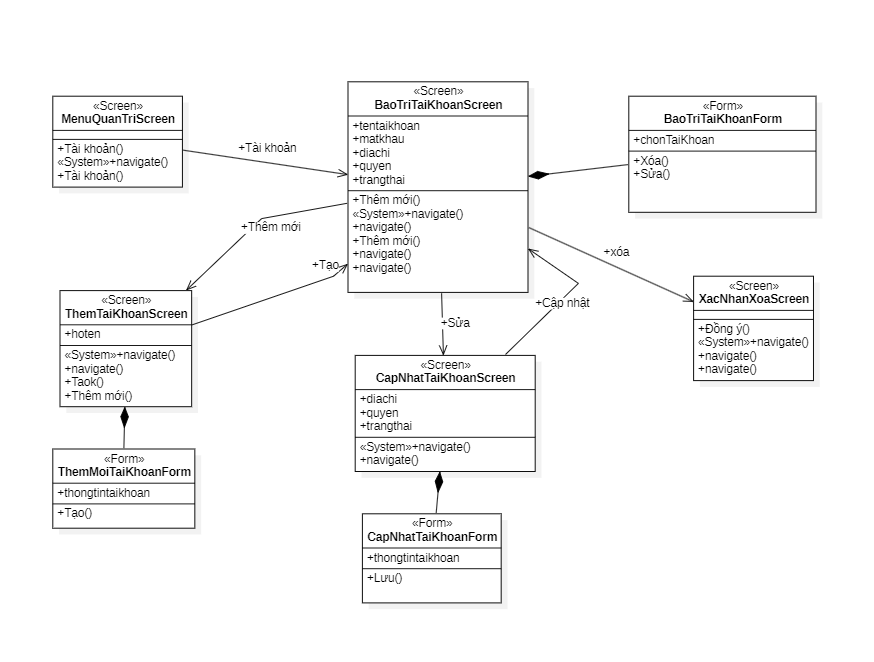 «Screen»
MenuQuanTriScreen
+Tài khoản()
«System»+navigate()
+Tài khoản()
+Tài khoản
«Screen»
BaoTriTaiKhoanScreen
+tentaikhoan
+matkhau
+diachi
+quyen
+trangthai
+Thêm mới()
«System»+navigate()
+navigate()
+Thêm mới()
+navigate()
+navigate()
«Form»
BaoTriTaiKhoanForm
+chonTaiKhoan
+Xóa()
+Sửa()
+Thêm mới
+Tạo
+xóa
+Sửa
+Cập nhật
«Screen»
XacNhanXoaScreen
+Đồng ý()
«System»+navigate()
+navigate()
+navigate()
«Screen»
ThemTaiKhoanScreen
+hoten
«System»+navigate()
+navigate()
+Taok()
+Thêm mới()
«Screen»
CapNhatTaiKhoanScreen
+diachi
+quyen
+trangthai
«System»+navigate()
+navigate()
«Form»
ThemMoiTaiKhoanForm
+thongtintaikhoan
+Tạo()
«Form»
CapNhatTaiKhoanForm
+thongtintaikhoan
+Lưu()